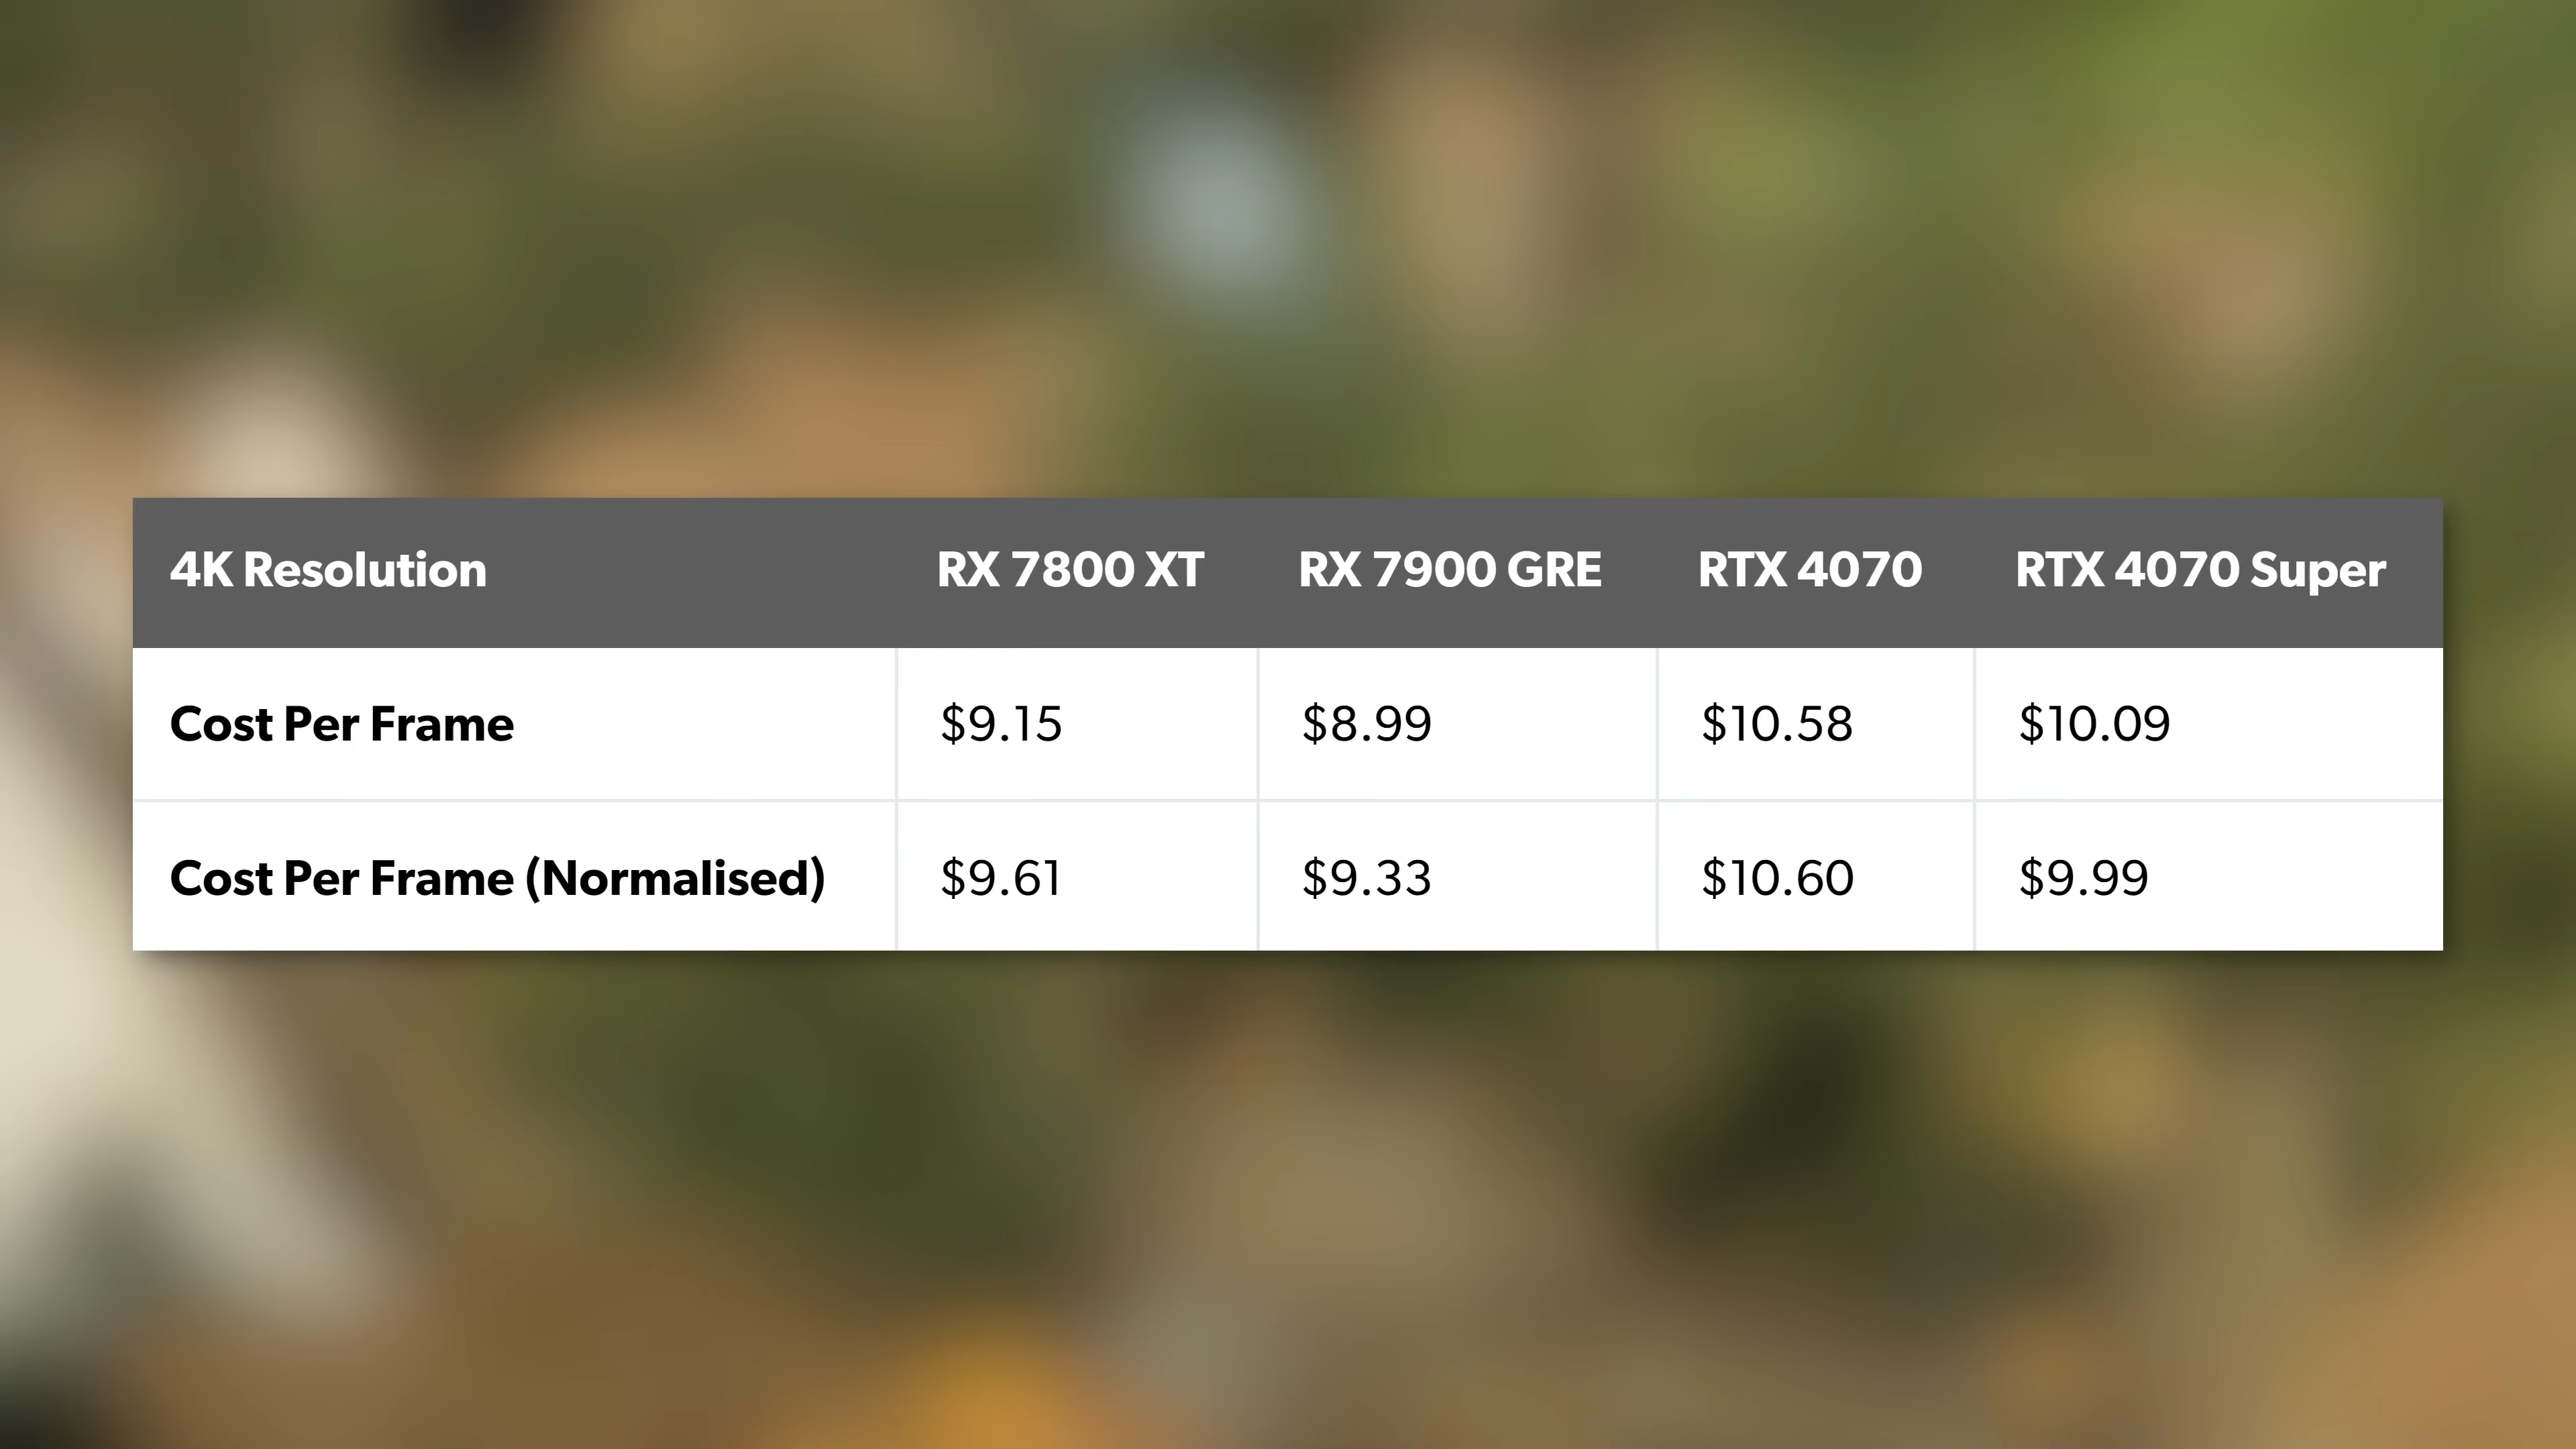 4K Resolution RX 7800 XT RX 7900 GRE RTX 4070 RTX 4070 Super
Cost Per Frame $9.15 $8.99 $10.58 $10.09
Cost Per Frame (Normalised) $9.61 $9.33 $10.60 $9.99